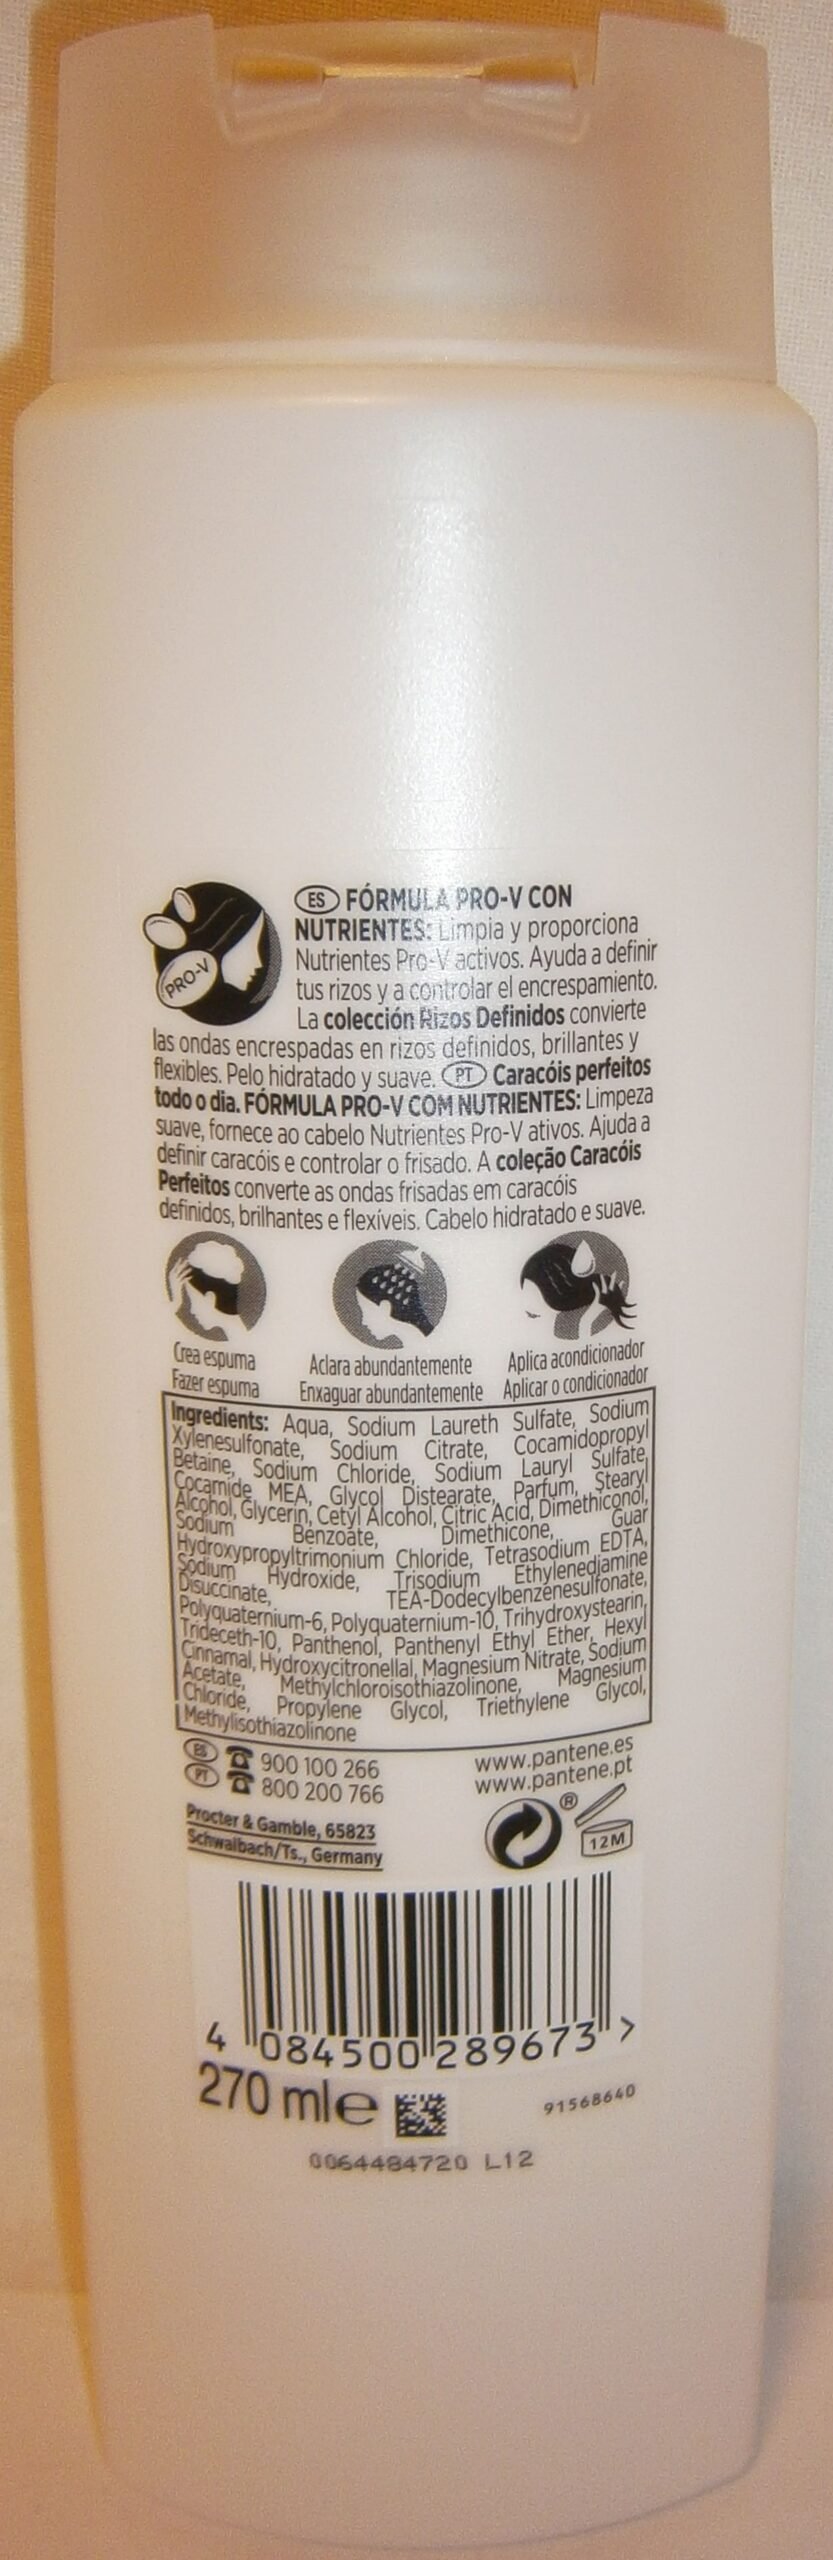 PRO-V
ES FÓRMULA PRO-V CON
NUTRIENTES: Limpia y proporciona
Nutrientes Pro-V activos. Ayuda a definir
tus rizos y a controlar el encrespamiento.
La colección Rizos Definidos convierte
las ondas encrespadas en rizos definidos, brillantes y
flexibles. Pelo hidratado y suave. PT Caracóis perfeitos
todo o dia. FÓRMULA PRO-V COM NUTRIENTES: Limpeza
suave, fornece ao cabelo Nutrientes Pro-V ativos. Ajuda a
definir caracóis e controlar o frisado. A coleção Caracóis
Perfeitos converte as ondas frisadas em caracóis
definidos, brilhantes e flexíveis. Cabelo hidratado e suave.
Crea espuma
Fazer espuma
Aclara abundantemente
Enxaguar abundantemente
Aplica acondicionador
Aplicar o condicionador
Ingredients: Aqua, Sodium Laureth Sulfate, Sodium
Xylenesulfonate, Sodium Citrate, Cocamidopropyl
Betaine, Sodium Chloride, Sodium Lauryl Sulfate,
Cocamide MEA, Glycol Distearate, Parfum, Stearyl
Alcohol, Glycerin, Cetyl Alcohol, Citric Acid, Dimethiconol,
Sodium Benzoate, Dimethicone, Guar
Hydroxypropyltrimonium Chloride, Tetrasodium EDTA,
Sodium Hydroxide, Trisodium Ethylenediamine
Disuccinate, TEA-Dodecylbenzenesulfonate,
Polyquaternium-6, Polyquaternium-10, Trihydroxystearin,
Trideceth-10, Panthenol, Panthenyl Ethyl Ether, Hexyl
Cinnamal, Hydroxycitronellal, Magnesium Nitrate, Sodium
Acetate, Methylchloroisothiazolinone, Magnesium
Chloride, Propylene Glycol, Triethylene Glycol,
Methylisothiazolinone
ES 900 100 266
PT 800 200 766
www.pantene.es
www.pantene.pt
Procter & Gamble, 65823
Schwalbach/Ts., Germany
®
12M
4 084500 289673 >
270 ml e
91568640
0064484720 L12